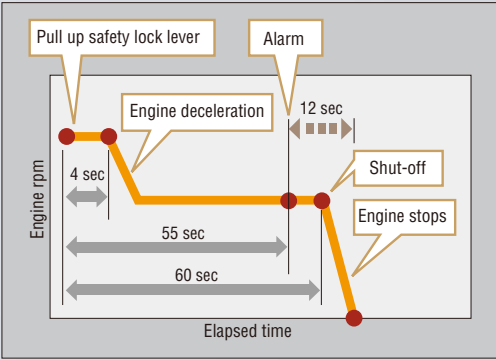 Pull up safety lock lever
Alarm
Engine deceleration
12 sec
4 sec
Shut-off
Engine stops
55 sec
60 sec
Engine rpm
Elapsed time